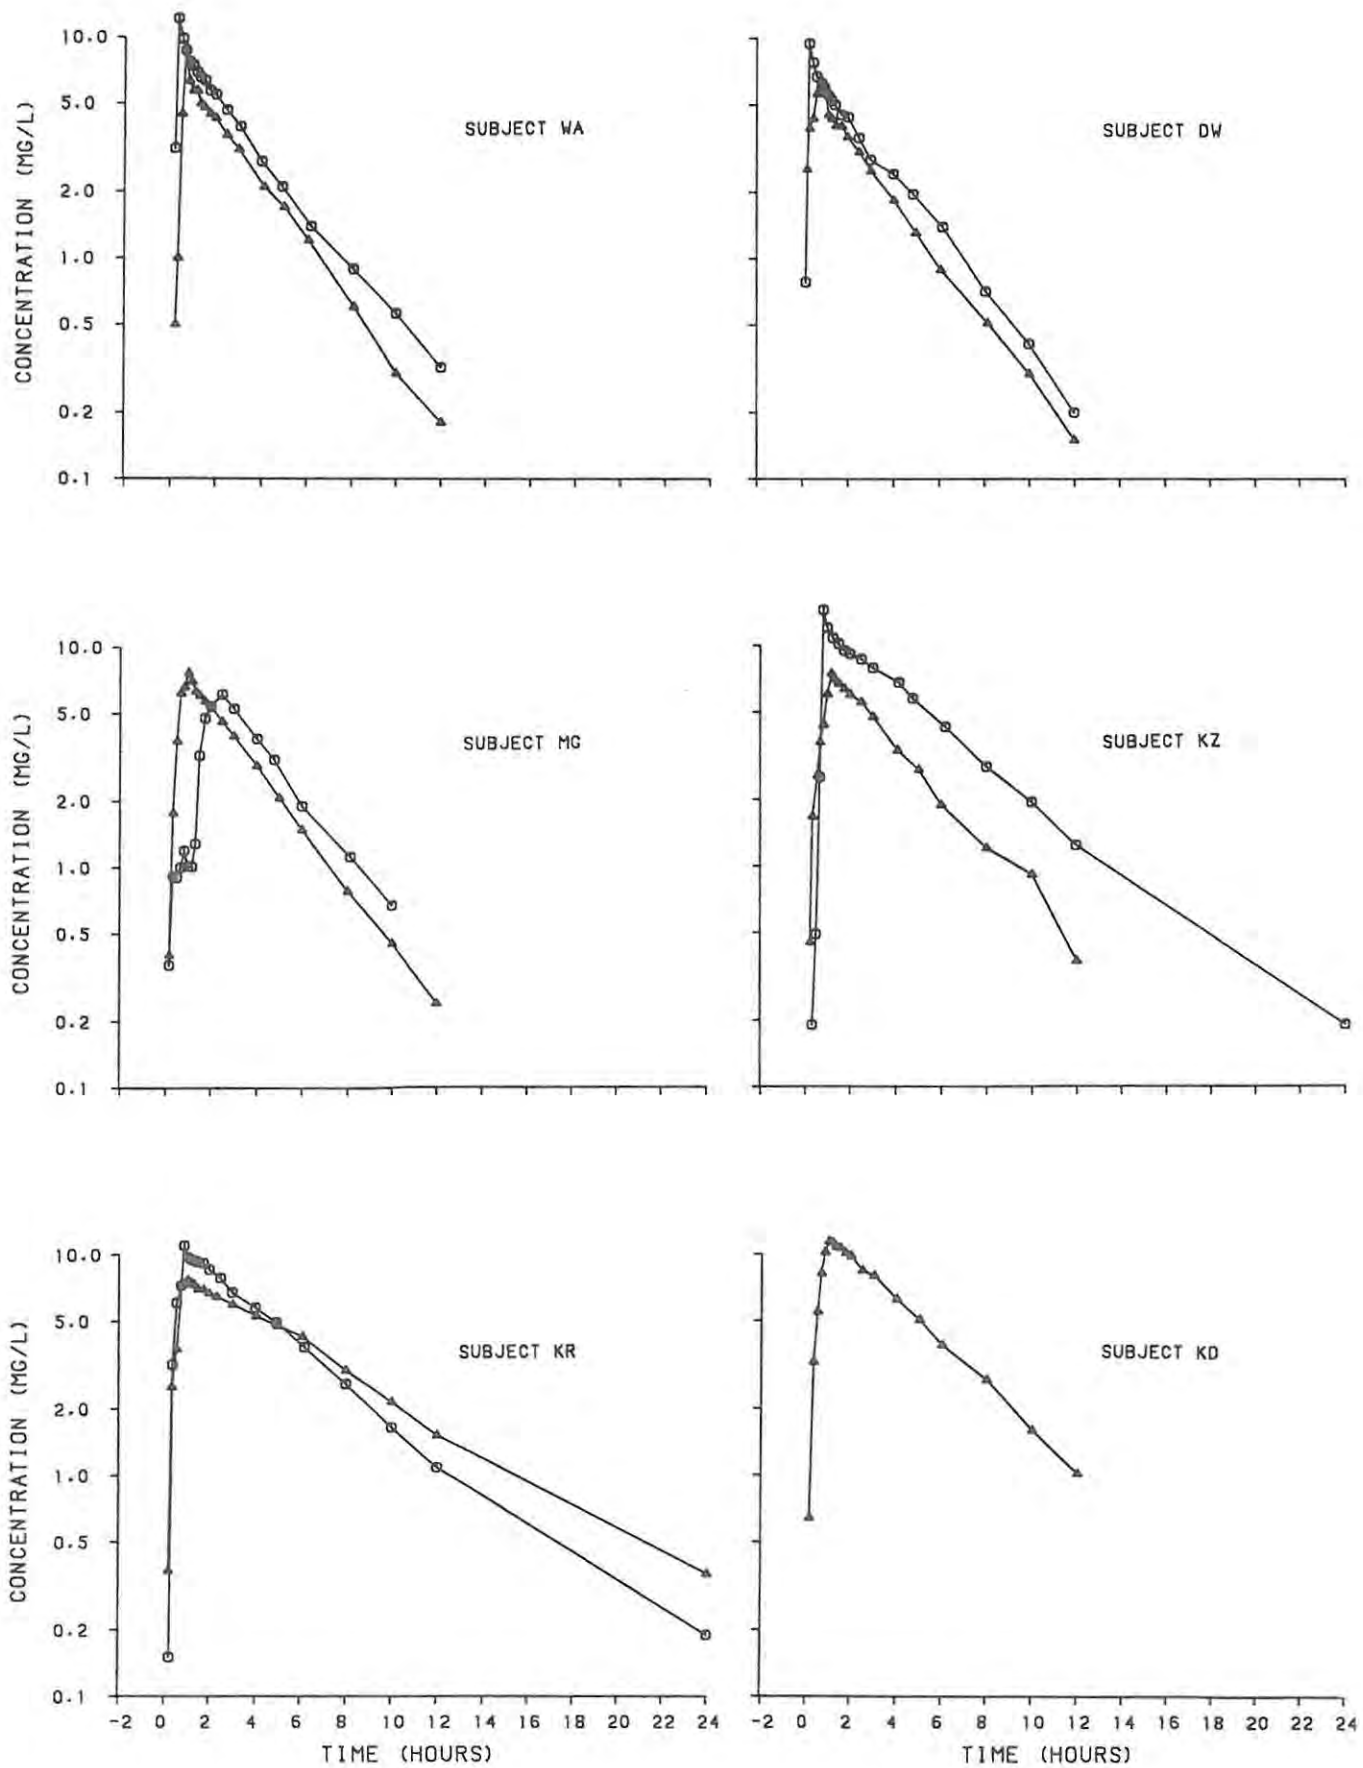 10.0
5.0
2.0
1.0
0.5
0.2
0.1
CONCENTRATION (MG/L)
SUBJECT WA
SUBJECT DW
10.0
5.0
2.0
1.0
0.5
0.2
0.1
CONCENTRATION (MG/L)
SUBJECT MG
SUBJECT KZ
10.0
5.0
2.0
1.0
0.5
0.2
0.1
CONCENTRATION (MG/L)
SUBJECT KR
SUBJECT KD
-2 0 2 4 6 8 10 12 14 16 18 20 22 24
TIME (HOURS)
-2 0 2 4 6 8 10 12 14 16 18 20 22 24
TIME (HOURS)